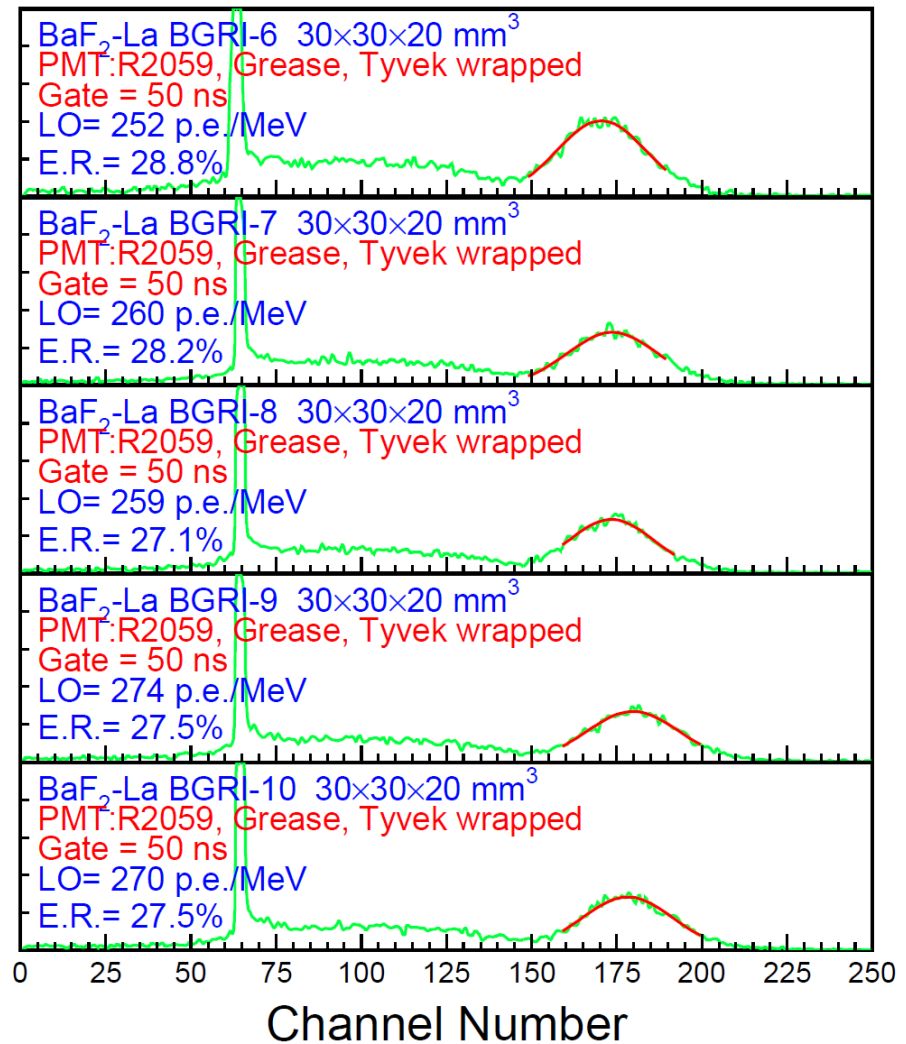 BaF₂-La BGRI-6 30×30×20 mm³
PMT:R2059, Grease, Tyvek wrapped
Gate = 50 ns
LO= 252 p.e./MeV
E.R.= 28.8%
BaF₂-La BGRI-7 30×30×20 mm³
PMT:R2059, Grease, Tyvek wrapped
Gate = 50 ns
LO= 260 p.e./MeV
E.R.= 28.2%
BaF₂-La BGRI-8 30×30×20 mm³
PMT:R2059, Grease, Tyvek wrapped
Gate = 50 ns
LO= 259 p.e./MeV
E.R.= 27.1%
BaF₂-La BGRI-9 30×30×20 mm³
PMT:R2059, Grease, Tyvek wrapped
Gate = 50 ns
LO= 274 p.e./MeV
E.R.= 27.5%
BaF₂-La BGRI-10 30×30×20 mm³
PMT:R2059, Grease, Tyvek wrapped
Gate = 50 ns
LO= 270 p.e./MeV
E.R.= 27.5%
0 25 50 75 100 125 150 175 200 225 250
Channel Number